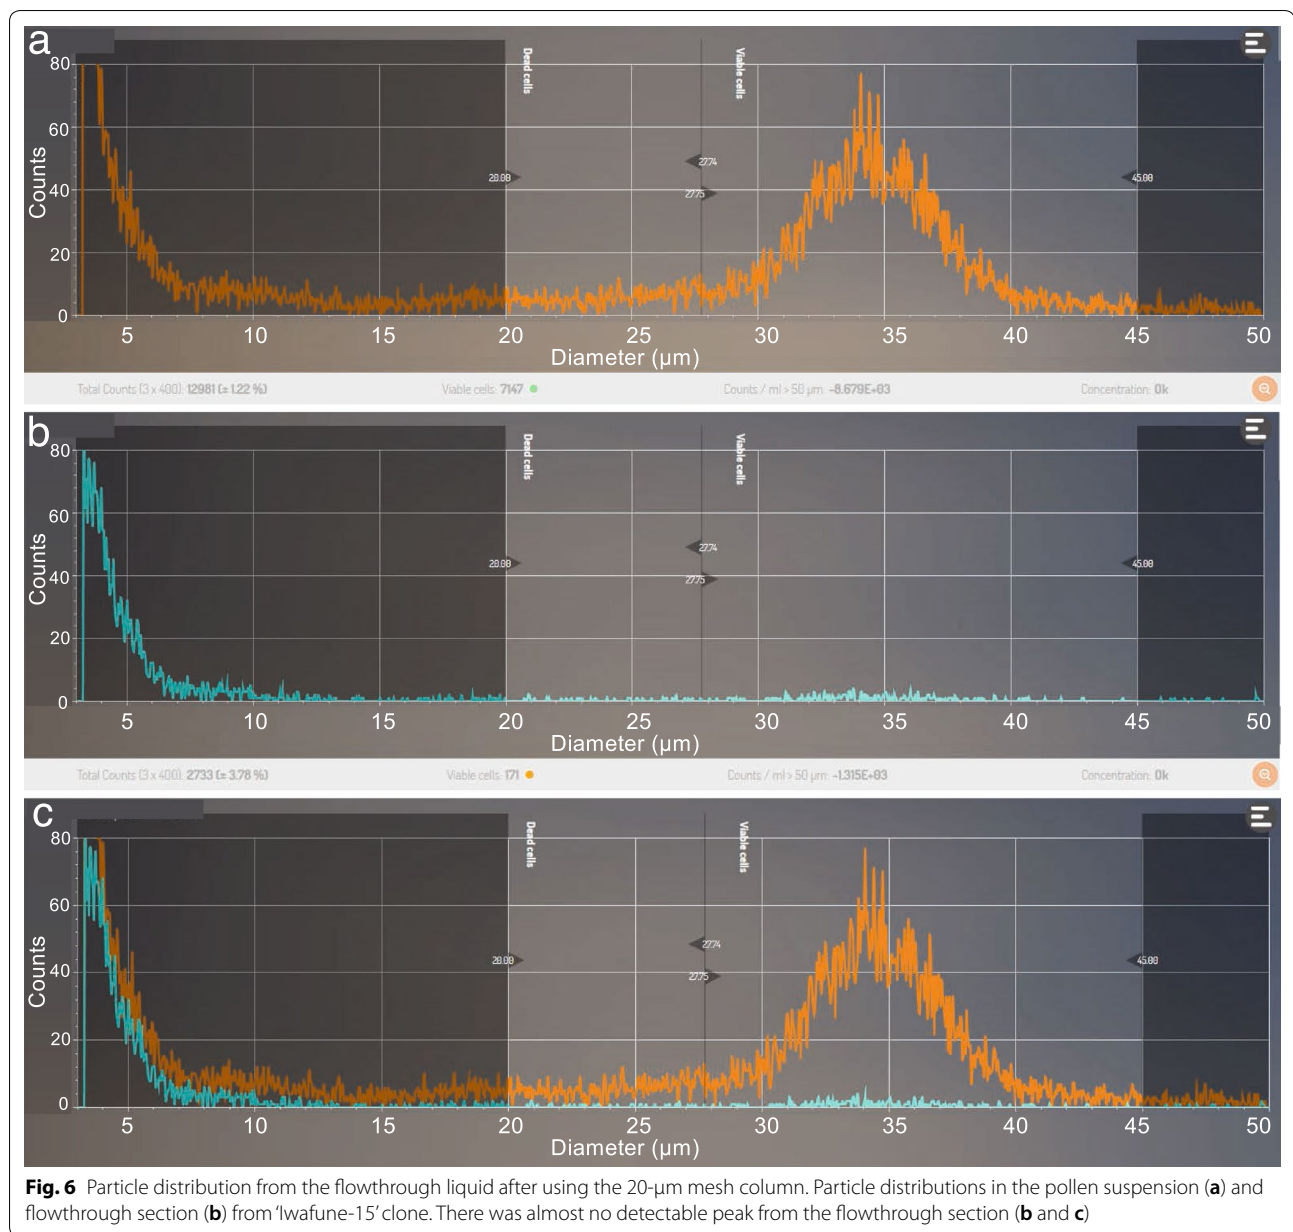 a
Dead cells
Viable cells
80
60
40
20
0
Counts
27.74
20.00
45.00
27.75
5 10 15 20 25 30 35 40 45 50
Diameter (µm)
Total Counts (3 x 400): 12981 (± 1.22 %) Viable cells: 7147 Counts / ml > 50 µm: -8.679E+03 Concentration: Ok
b
Dead cells
Viable cells
80
60
40
20
0
Counts
27.74
20.00
45.00
27.75
5 10 15 20 25 30 35 40 45 50
Diameter (µm)
Total Counts (3 x 400): 2733 (± 3.78 %) Viable cells: 171 Counts / ml > 50 µm: -1.315E+03 Concentration: Ok
c
Dead cells
Viable cells
80
60
40
20
0
Counts
27.74
20.00
45.00
27.75
5 10 15 20 25 30 35 40 45 50
Diameter (µm)
Fig. 6 Particle distribution from the flowthrough liquid after using the 20-µm mesh column. Particle distributions in the pollen suspension (a) and
flowthrough section (b) from 'Iwafune-15' clone. There was almost no detectable peak from the flowthrough section (b and c)